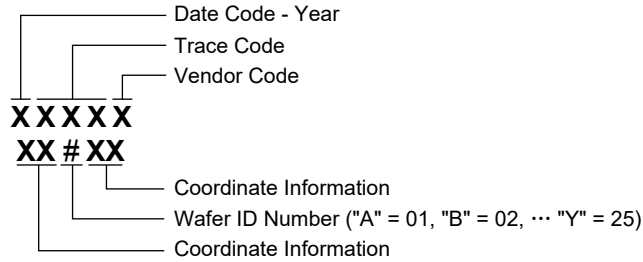 Date Code - Year
Trace Code
Vendor Code
X X X X X
XX # XX
Coordinate Information
Wafer ID Number ("A" = 01, "B" = 02, ··· "Y" = 25)
Coordinate Information